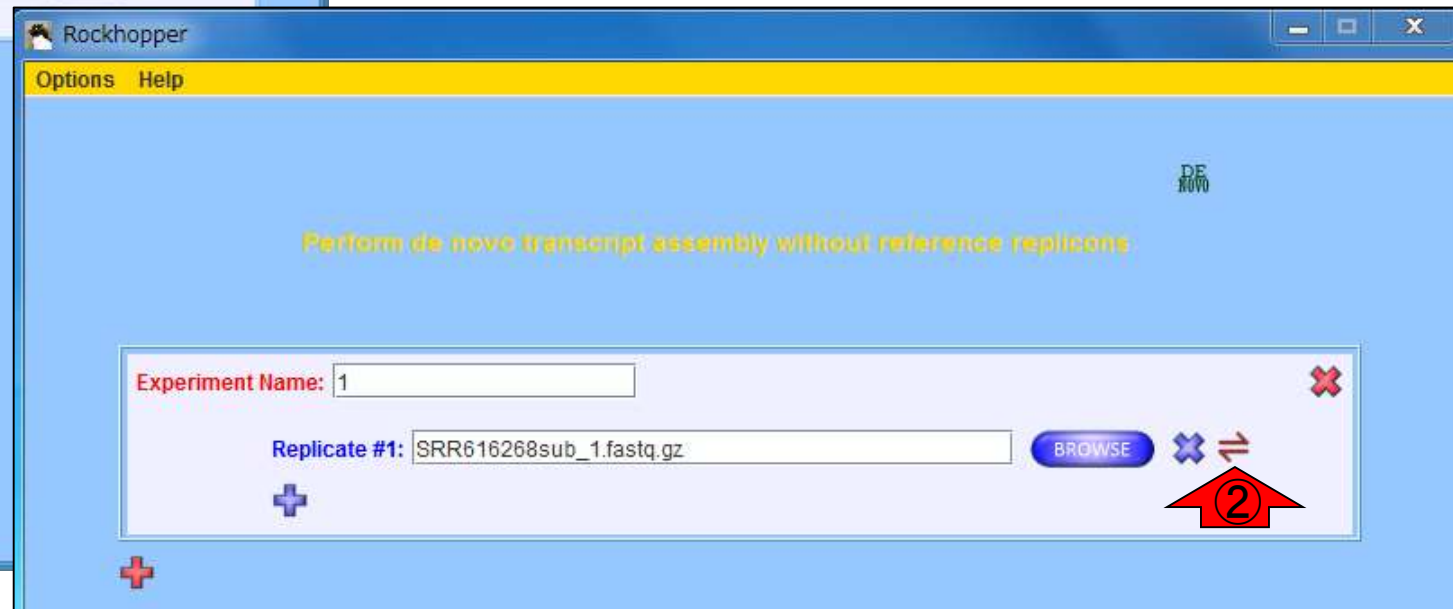 Rockhopper
Options Help
DE
NOVO
Perform de novo transcript assembly without reference replicons
Experiment Name: 1
Replicate #1: SRR616268sub_1.fastq.gz BROWSE
②